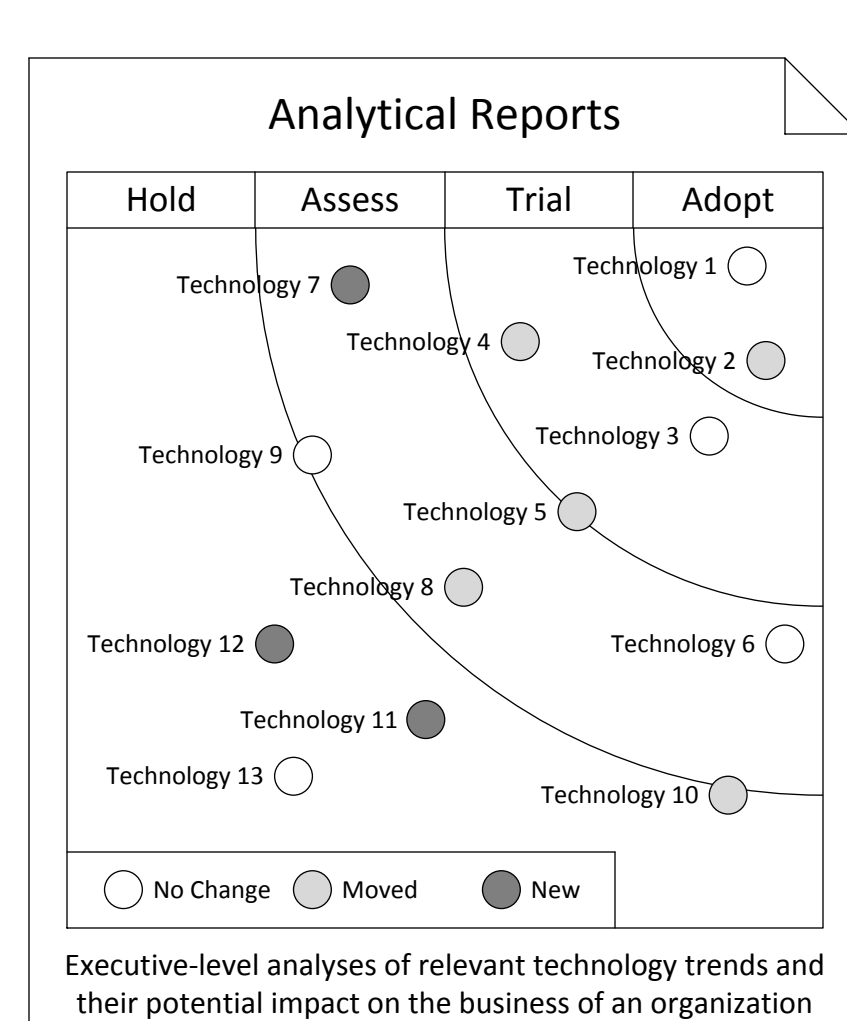 Analytical Reports
Hold Assess Trial Adopt
Technology 1
Technology 7
Technology 4
Technology 2
Technology 3
Technology 9
Technology 5
Technology 8
Technology 12
Technology 6
Technology 11
Technology 13
Technology 10
No Change Moved New
Executive-level analyses of relevant technology trends and
their potential impact on the business of an organization